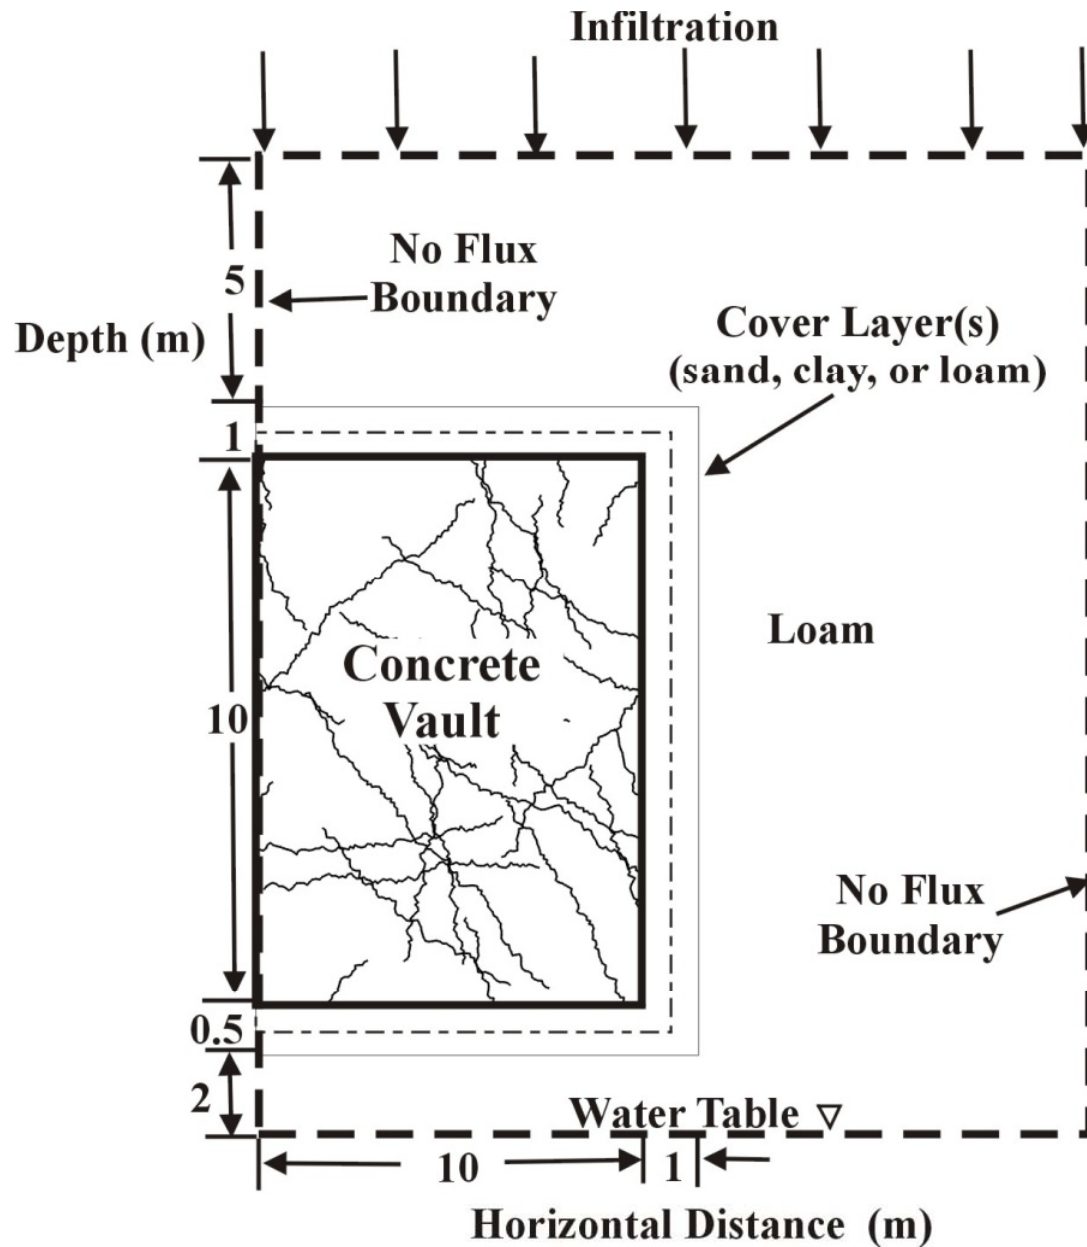 Infiltration
No Flux
Boundary
5
Depth (m)
Cover Layer(s)
(sand, clay, or loam)
1
Loam
Concrete
Vault
10
No Flux
Boundary
0.5
2
Water Table
10
1
Horizontal Distance (m)